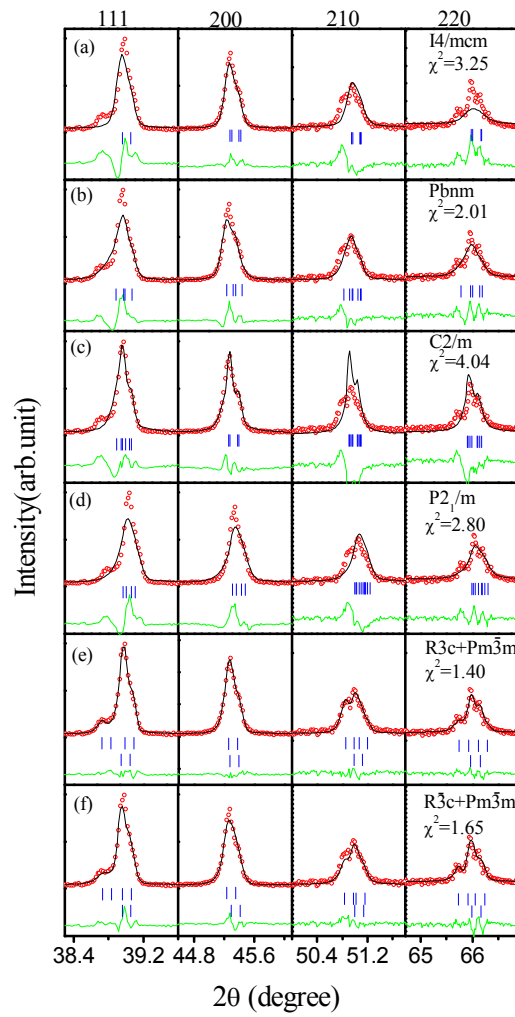 111 200 210 220
(a) I4/mcm
χ²=3.25
(b) Pbnm
χ²=2.01
(c) C2/m
χ²=4.04
(d) P2₁/m
χ²=2.80
(e) R3c+Pm3̄m
χ²=1.40
(f) R3̄c+Pm3̄m
χ²=1.65
Intensity(arb.unit)
38.4 39.2 44.8 45.6 50.4 51.2 65 66
2θ (degree)